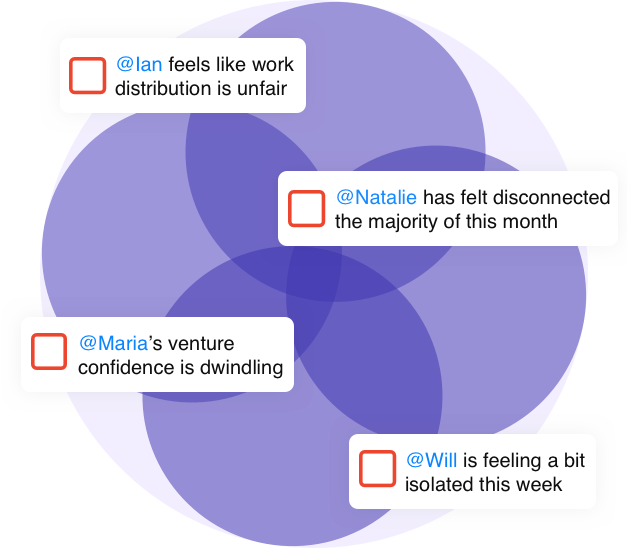 @Ian feels like work
distribution is unfair
@Natalie has felt disconnected
the majority of this month
@Maria’s venture
confidence is dwindling
@Will is feeling a bit
isolated this week